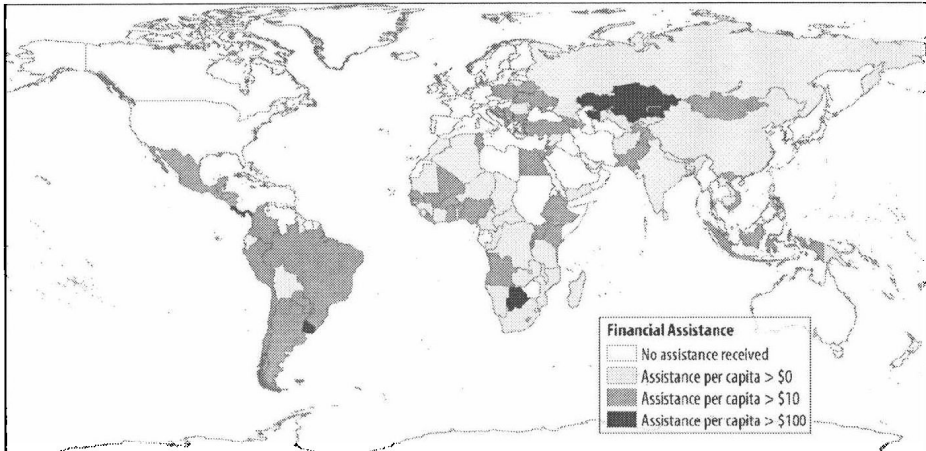 Financial Assistance
No assistance received
Assistance per capita > $0
Assistance per capita > $10
Assistance per capita > $100